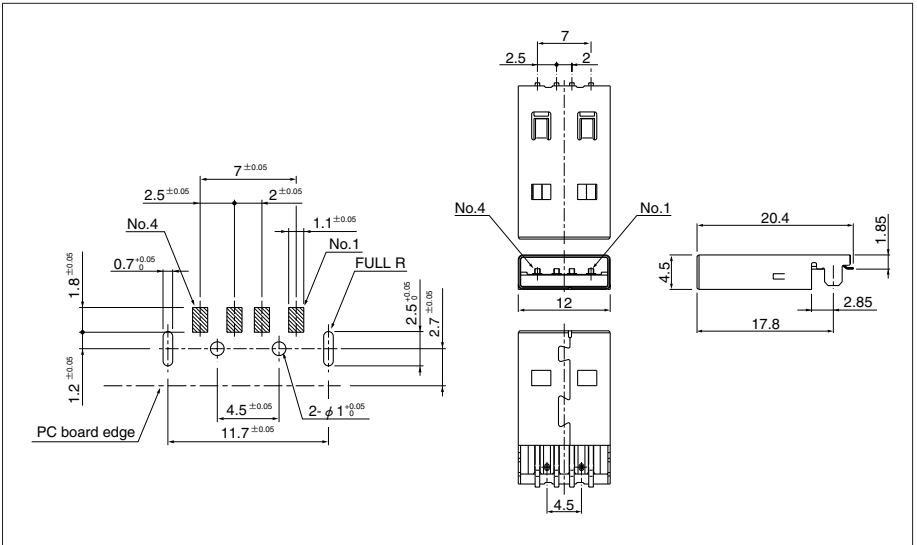 7
2.5
2
No.4
No.1
12
4.5
20.4
1.85
4.5
2.85
17.8
7 ±0.05
2.5 ±0.05
2 ±0.05
No.4
1.1 ±0.05
No.1
0.7 +0.05 0
FULL R
1.8 ±0.05
2.5 +0.05 0
2.7 ±0.05
1.2 ±0.05
4.5 ±0.05
2- ϕ 1 +0.05 0
PC board edge
11.7 ±0.05